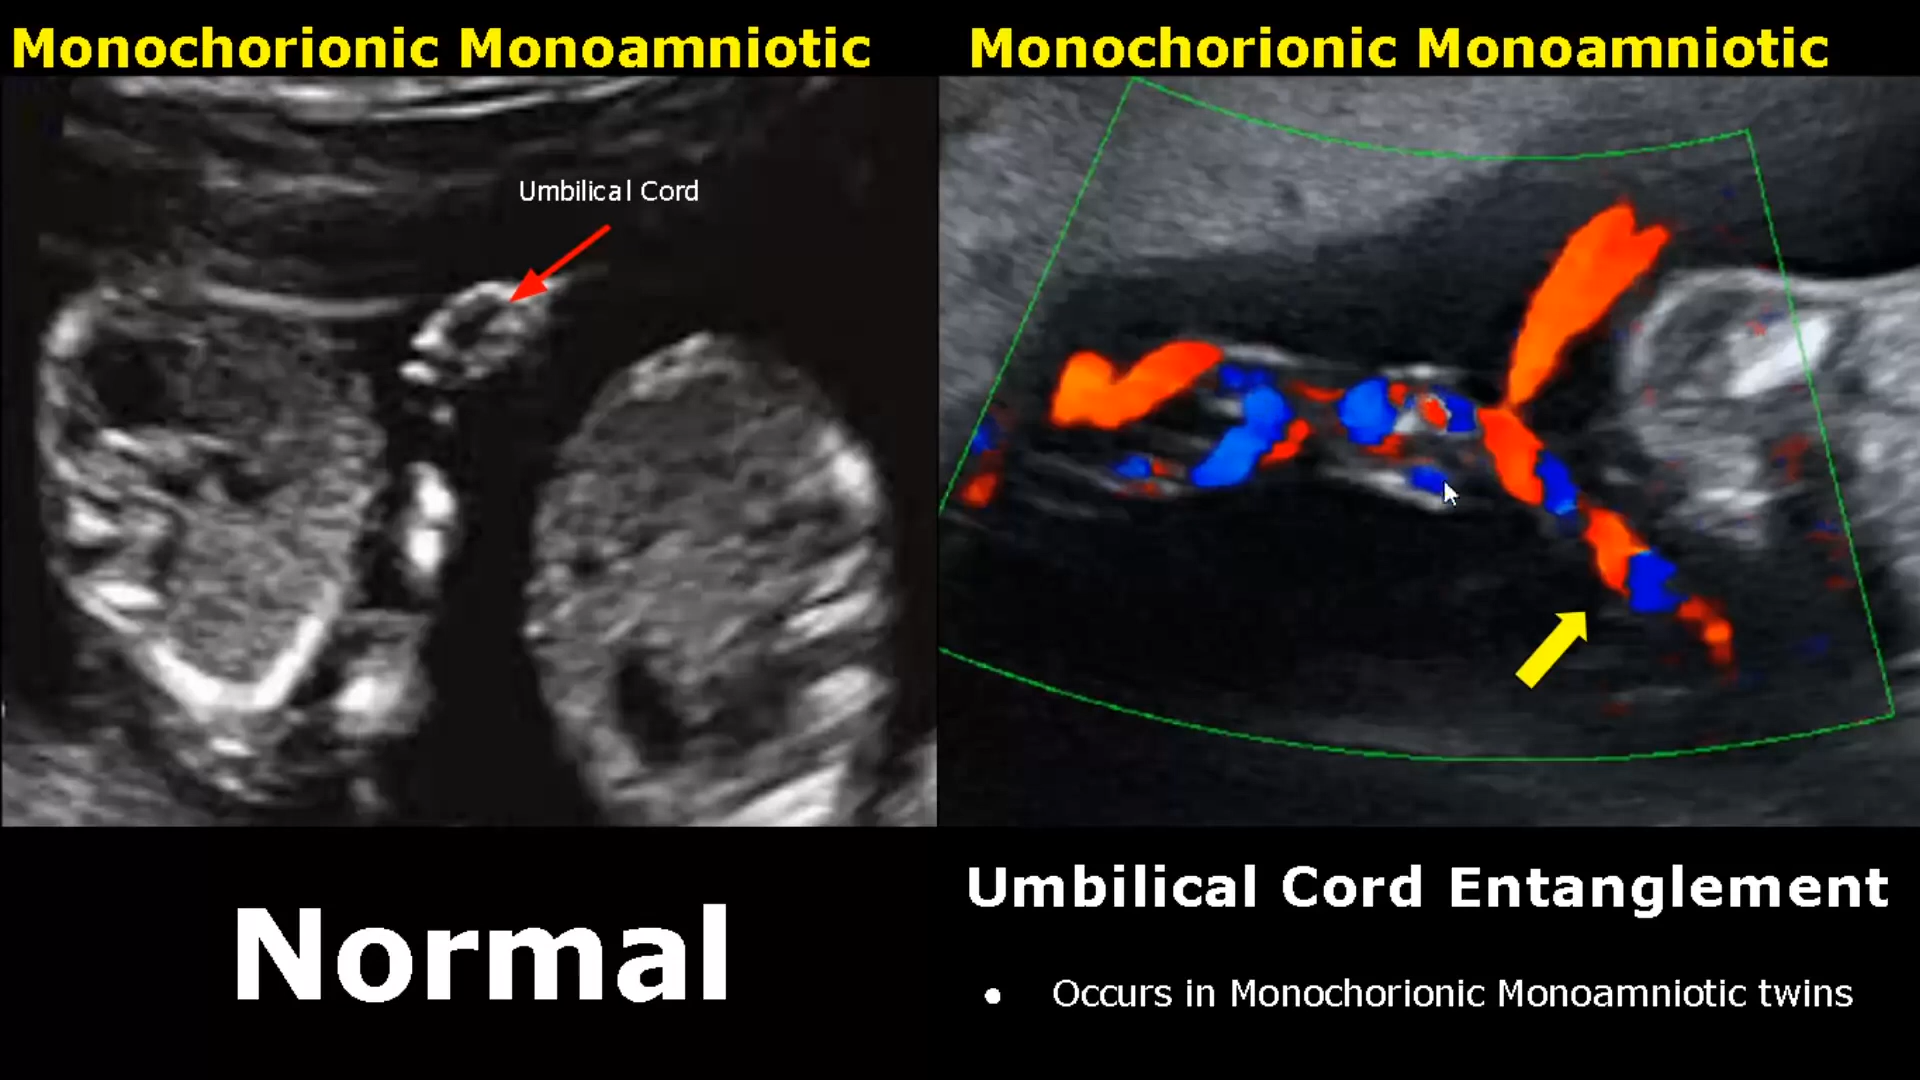 Monochorionic Monoamniotic
Umbilical Cord
Normal
Monochorionic Monoamniotic
Umbilical Cord Entanglement
• Occurs in Monochorionic Monoamniotic twins